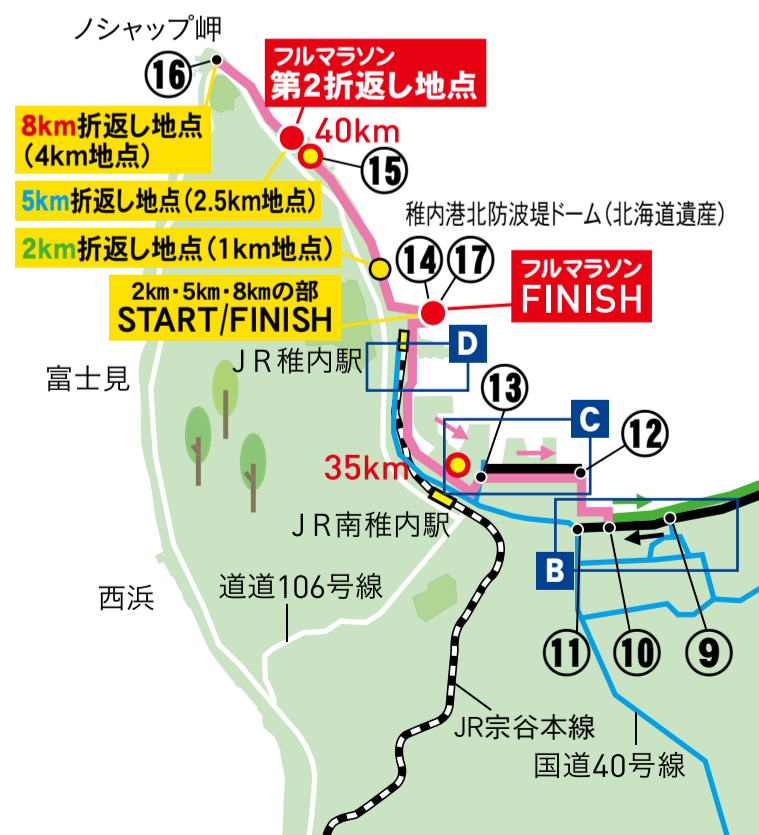 ノシャップ岬
⑯
フルマラソン
第2折返し地点
8km折返し地点
(4km地点)
40km
⑮
5km折返し地点(2.5km地点)
稚内港北防波堤ドーム(北海道遺産)
2km折返し地点(1km地点)
⑭
⑰
フルマラソン
FINISH
2km・5km・8kmの部
START/FINISH
D
JR稚内駅
富士見
⑬
C
⑫
35km
JR南稚内駅
B
西浜
道道106号線
⑪
⑩
⑨
JR宗谷本線
国道40号線